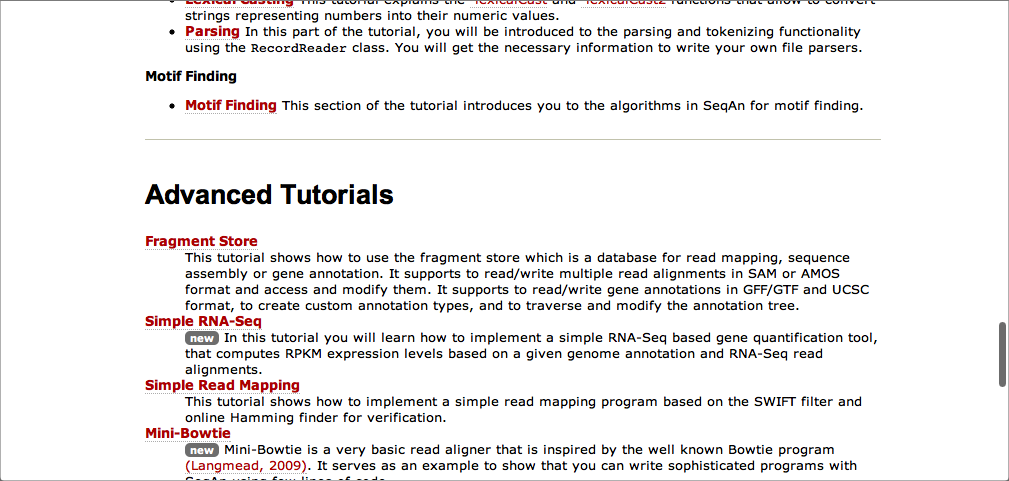 Lexical Casting This tutorial explains the lexicalCast and lexicalCast2 functions that allow to convert
strings representing numbers into their numeric values.
Parsing In this part of the tutorial, you will be introduced to the parsing and tokenizing functionality
using the RecordReader class. You will get the necessary information to write your own file parsers.
Motif Finding
Motif Finding This section of the tutorial introduces you to the algorithms in SeqAn for motif finding.
Advanced Tutorials
Fragment Store
This tutorial shows how to use the fragment store which is a database for read mapping, sequence
assembly or gene annotation. It supports to read/write multiple read alignments in SAM or AMOS
format and access and modify them. It supports to read/write gene annotations in GFF/GTF and UCSC
format, to create custom annotation types, and to traverse and modify the annotation tree.
Simple RNA-Seq
new In this tutorial you will learn how to implement a simple RNA-Seq based gene quantification tool,
that computes RPKM expression levels based on a given genome annotation and RNA-Seq read
alignments.
Simple Read Mapping
This tutorial shows how to implement a simple read mapping program based on the SWIFT filter and
online Hamming finder for verification.
Mini-Bowtie
new Mini-Bowtie is a very basic read aligner that is inspired by the well known Bowtie program
(Langmead, 2009). It serves as an example to show that you can write sophisticated programs with
SeqAn using few lines of code.